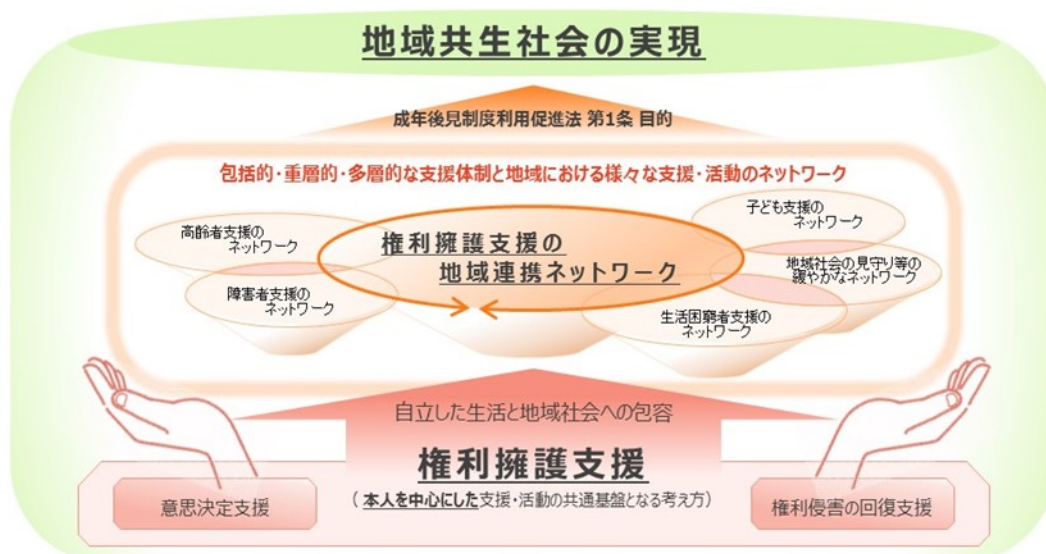 地域共生社会の実現
成年後見制度利用促進法 第1条 目的
包括的・重層的・多層的な支援体制と地域における様々な支援・活動のネットワーク
高齢者支援の
ネットワーク
障害者支援の
ネットワーク
権利擁護支援の
地域連携ネットワーク
子ども支援の
ネットワーク
地域社会の見守り等の
緩やかなネットワーク
生活困窮者支援の
ネットワーク
自立した生活と地域社会への包容
権利擁護支援
（本人を中心にした支援・活動の共通基盤となる考え方）
意思決定支援
権利侵害の回復支援